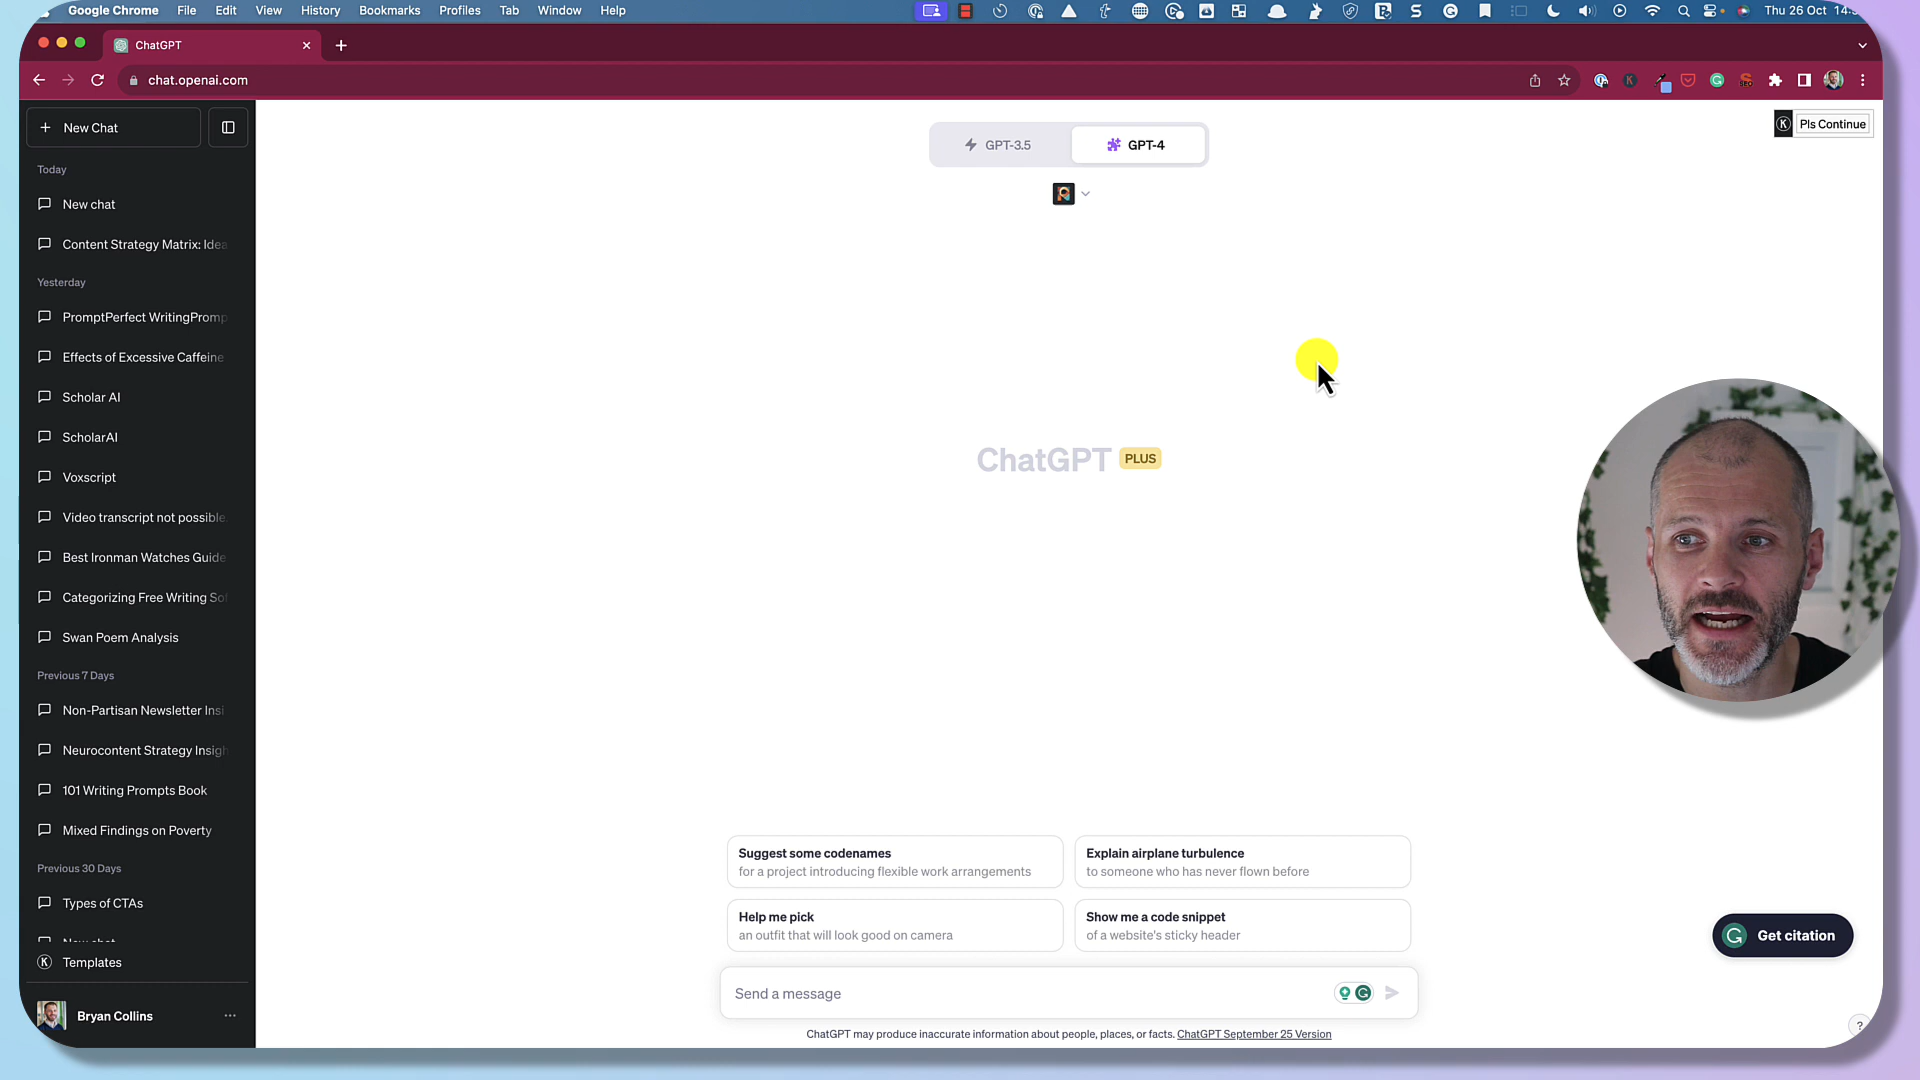 Google Chrome File Edit View History Bookmarks Profiles Tab Window Help
Thu 26 Oct 14:
ChatGPT
chat.openai.com
New Chat
Today
New chat
Content Strategy Matrix: Idea
Yesterday
PromptPerfect WritingPromp
Effects of Excessive Caffeine
Scholar AI
ScholarAI
Voxscript
Video transcript not possible.
Best Ironman Watches Guide
Categorizing Free Writing So
Swan Poem Analysis
Previous 7 Days
Non-Partisan Newsletter Insi
Neurocontent Strategy Insigh
101 Writing Prompts Book
Mixed Findings on Poverty
Previous 30 Days
Types of CTAs
New chat
Templates
Bryan Collins
GPT-3.5
GPT-4
Pls Continue
ChatGPT PLUS
Suggest some codenames
for a project introducing flexible work arrangements
Explain airplane turbulence
to someone who has never flown before
Help me pick
an outfit that will look good on camera
Show me a code snippet
of a website's sticky header
Get citation
Send a message
ChatGPT may produce inaccurate information about people, places, or facts. ChatGPT September 25 Version
?